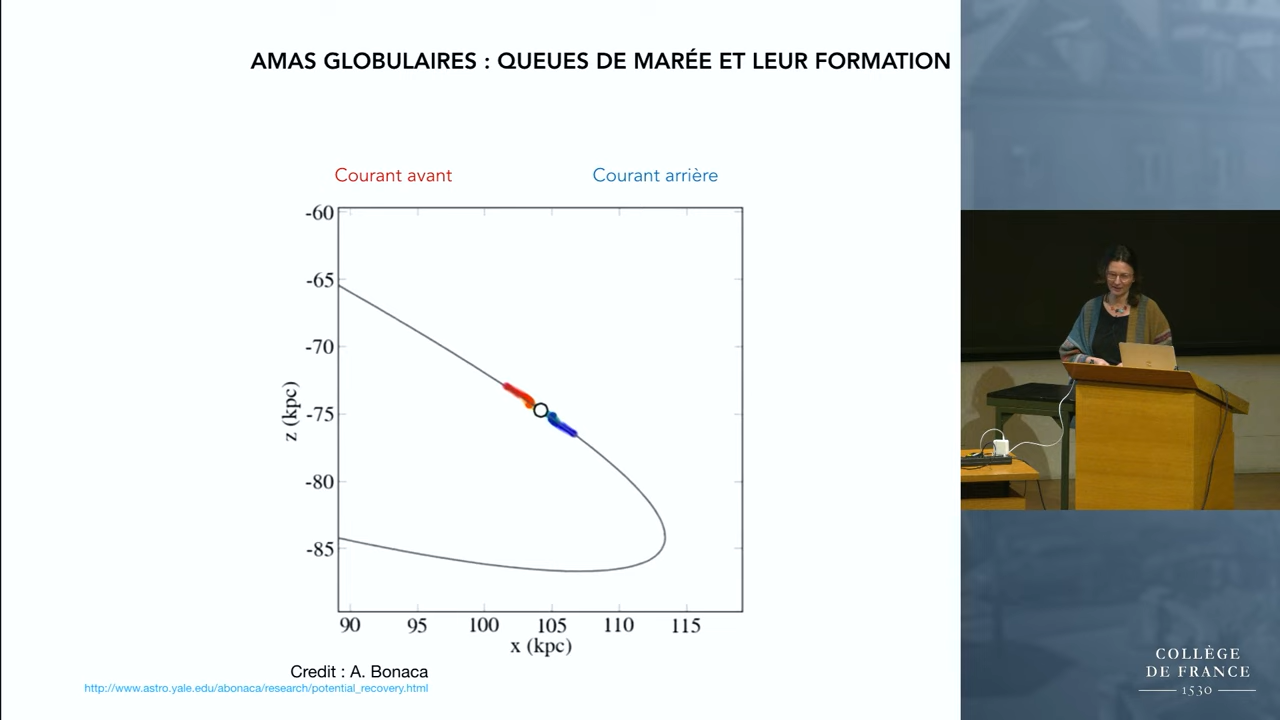 AMAS GLOBULAIRES : QUEUES DE MARÉE ET LEUR FORMATION
Courant avant
Courant arrière
-60
-65
-70
-75
-80
-85
z (kpc)
90 95 100 105 110 115
x (kpc)
Credit : A. Bonaca
http://www.astro.yale.edu/abonaca/research/potential_recovery.html
COLLÈGE
DE FRANCE
1530